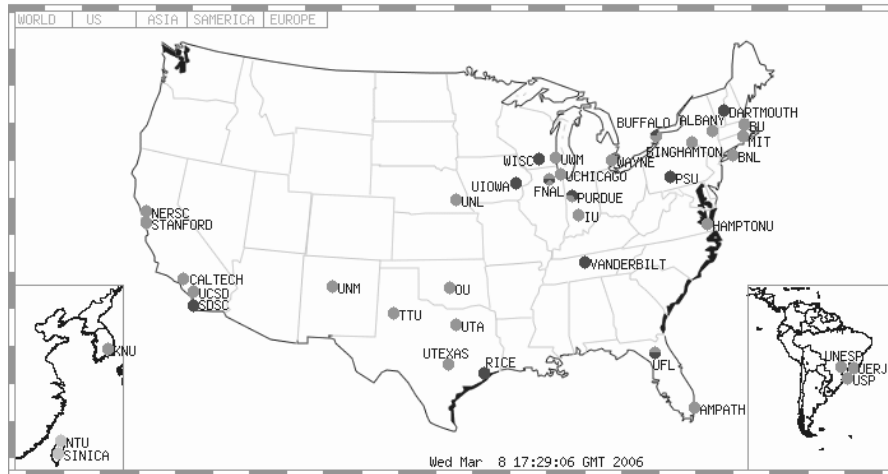 WORLD US ASIA SAMERICA EUROPE
DARTMOUTH
BUFFALO ALBANY
BU
MIT
BINGHAMTON
BNL
WISC UWM WAYNE
UCHICAGO
UIOWA FNAL PSU
PURDUE
UNL
IU
NERSC
STANFORD
HAMPTONU
VANDERBILT
CALTECH
UCSD
SDSC
UNM OU
TTU
UTA
KNU
UTEXAS RICE UFL
UNESP
UERJ
USP
AMPATH
NTU
SINICA
Wed Mar 8 17:29:06 GMT 2006